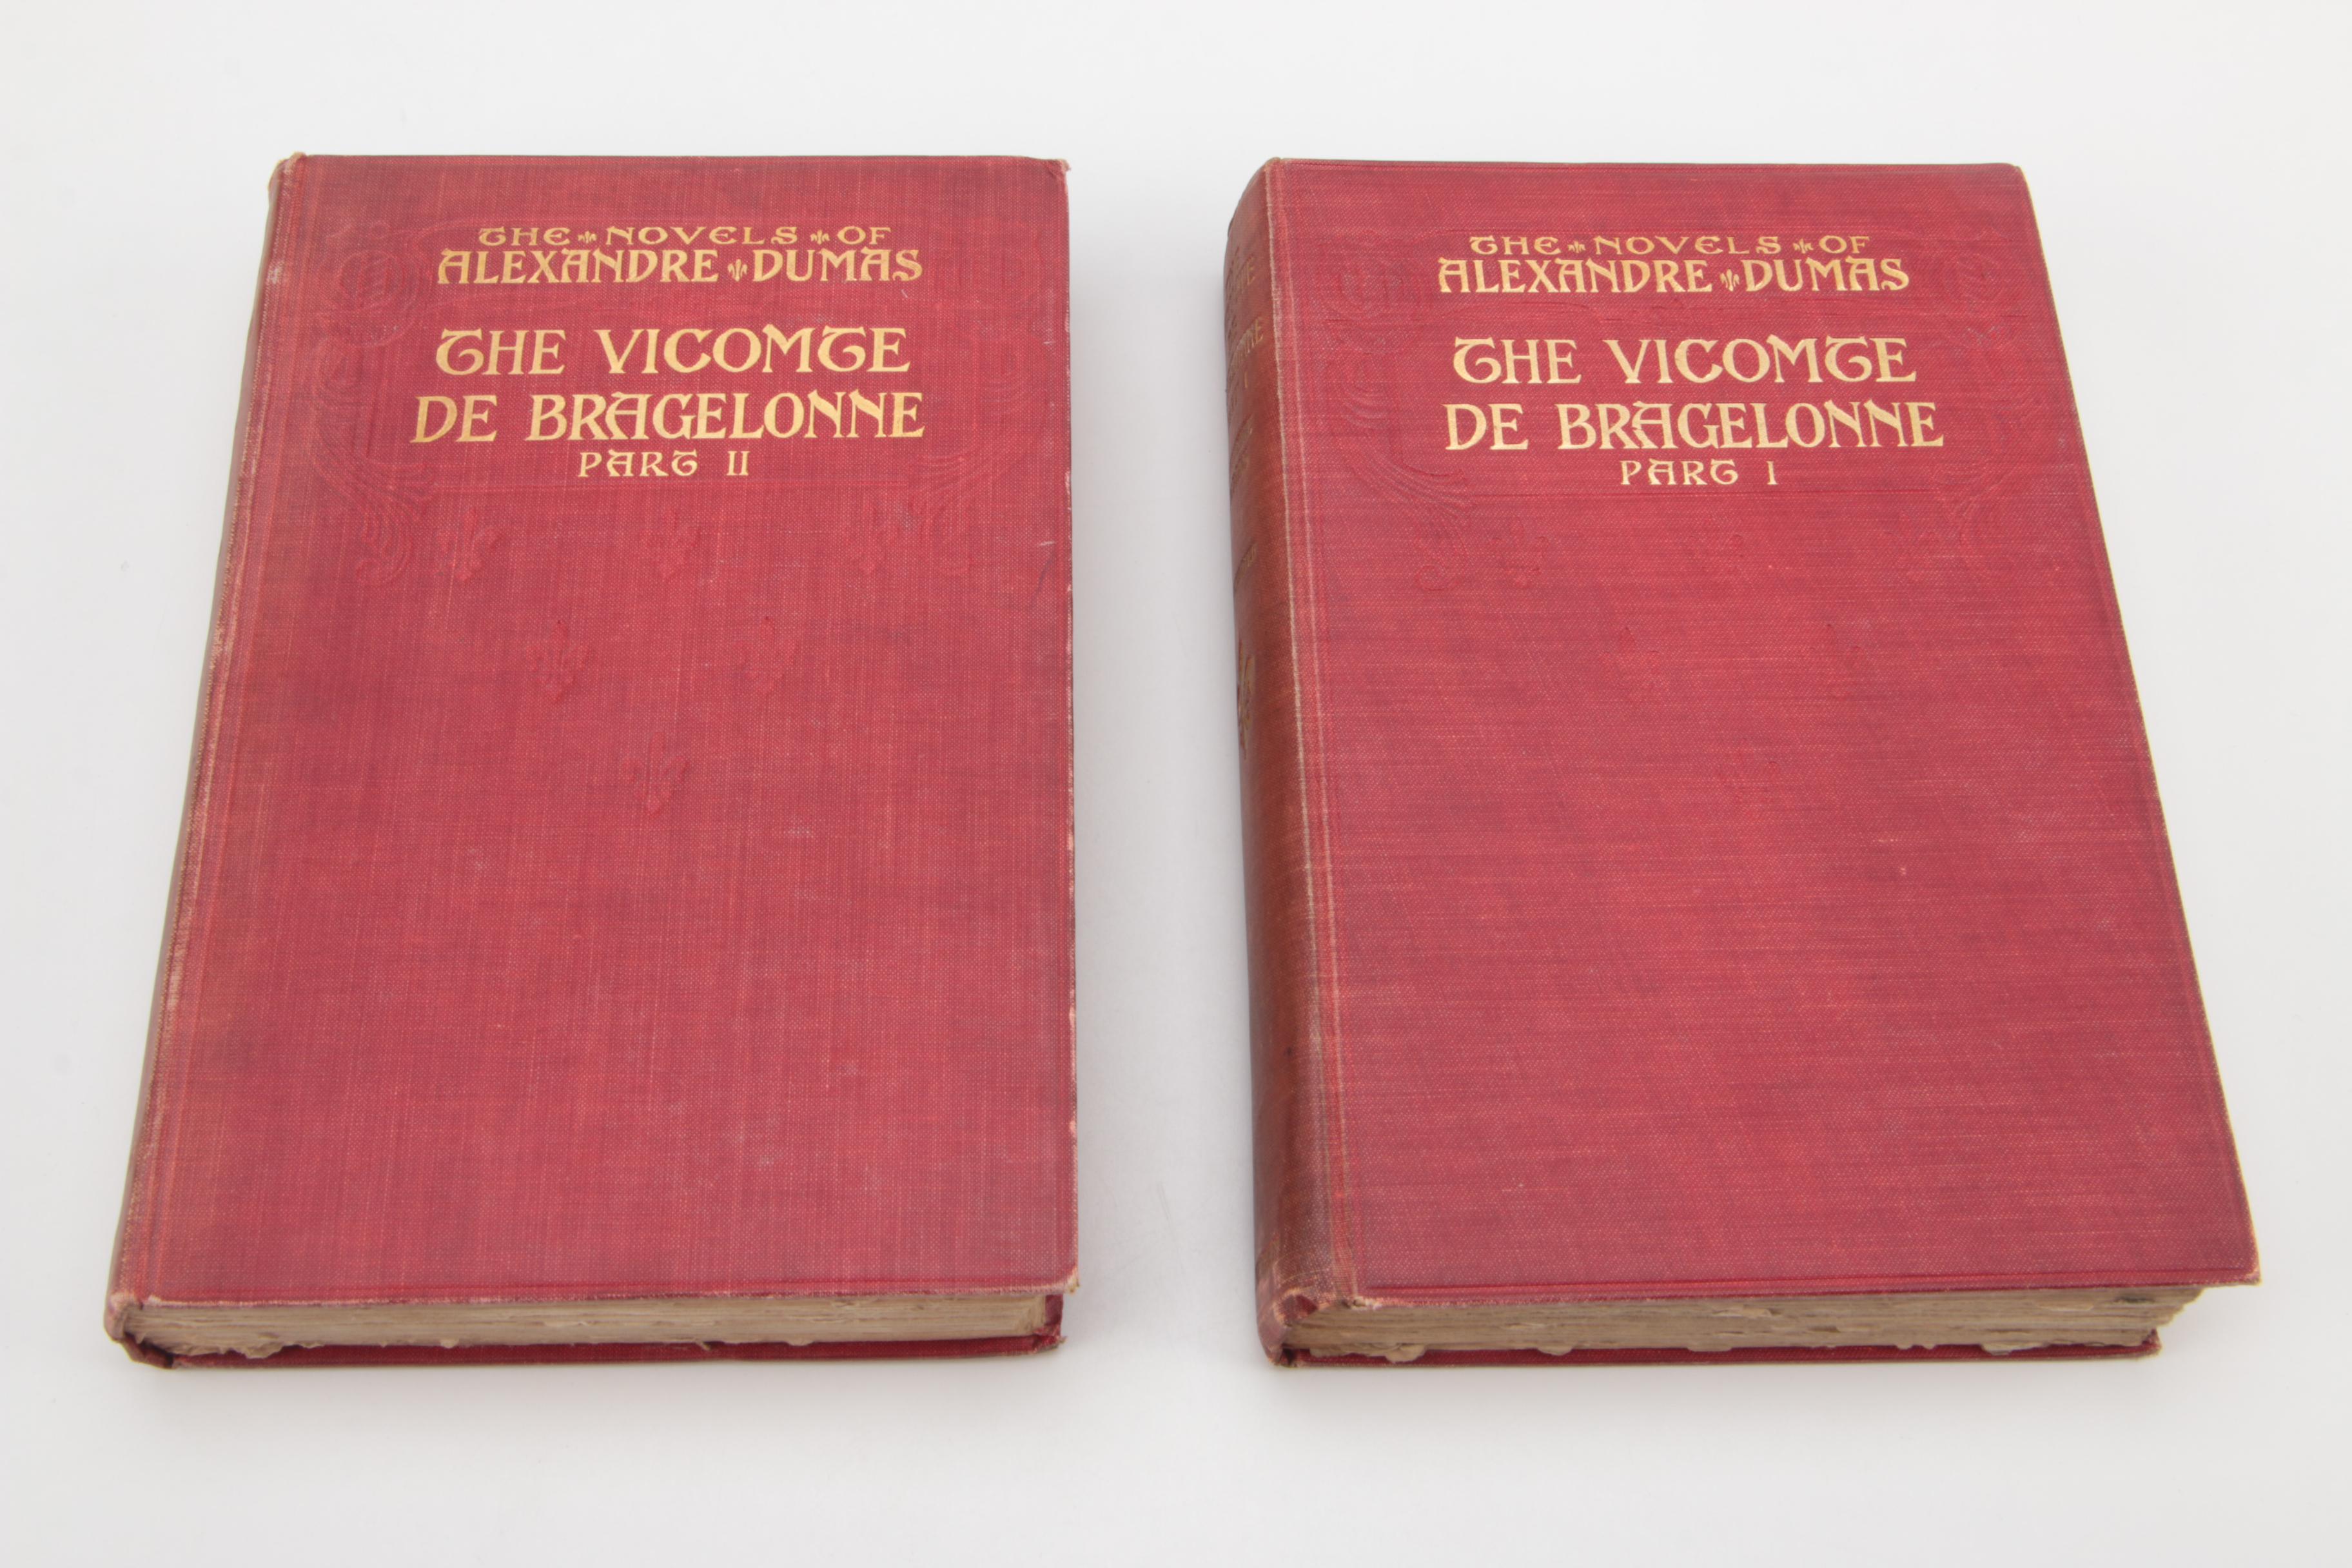 THE NOVELS OF
ALEXANDRE DUMAS
THE VICOMTE
DE BRAGELONNE
PART II
THE NOVELS OF
ALEXANDRE DUMAS
THE VICOMTE
DE BRAGELONNE
PART I